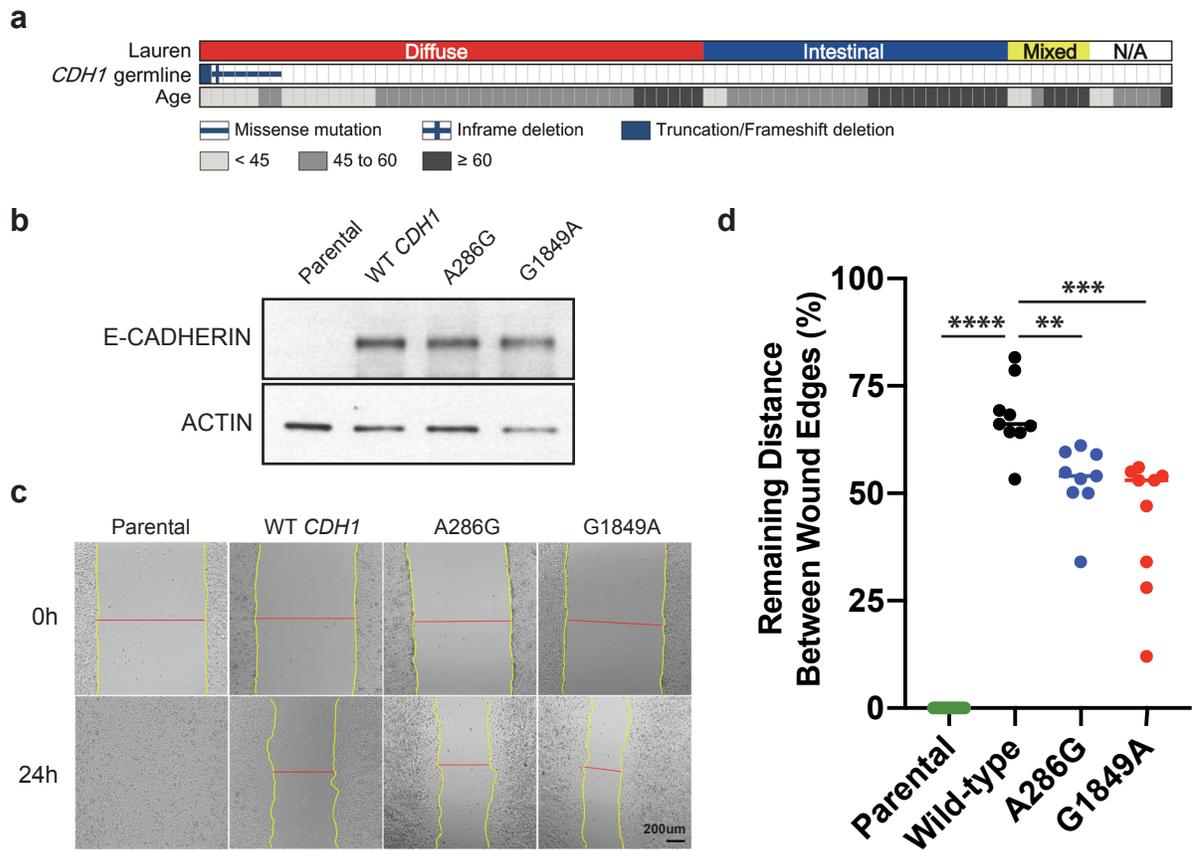 a
Lauren Diffuse Intestinal Mixed N/A
CDH1 germline
Age
Missense mutation Inframe deletion Truncation/Frameshift deletion
< 45 45 to 60 ≥ 60
b
Parental WT CDH1 A286G G1849A
E-CADHERIN
ACTIN
c
Parental WT CDH1 A286G G1849A
0h
24h
200um
d
Remaining Distance
Between Wound Edges (%)
100
75
50
25
0
**** ** ***
Parental Wild-type A286G G1849A